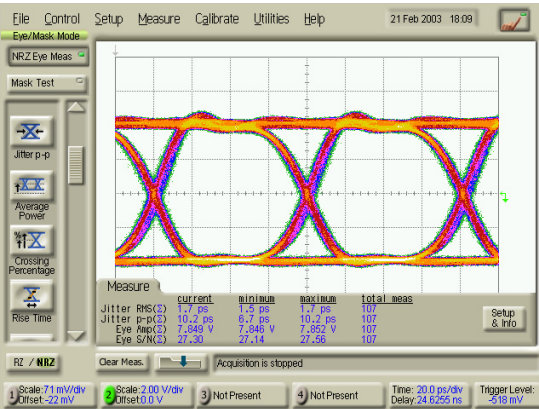 File Control Setup Measure Calibrate Utilities Help 21 Feb 2003 18:09
Eye/Mask Mode
NRZ Eye Meas
Mask Test
Jitter p-p
Average
Power
Crossing
Percentage
Rise Time
Measure
current minimum maximum total meas
Jitter RMS(Σ) 1.7 ps 1.5 ps 1.7 ps 107
Jitter p-p(Σ) 10.2 ps 6.7 ps 10.2 ps 107
Eye Amp(Σ) 7.849 V 7.846 V 7.852 V 107
Eye S/N(Σ) 27.30 27.14 27.56 107
Setup
& Info
RZ / NRZ
Clear Meas.
Acquisition is stopped
1 Scale:71 mV/div
Offset:-22 mV
2 Scale:2.00 V/div
Offset:0.0 V
3 Not Present
4 Not Present
Time: 20.0 ps/div
Delay:24.6255 ns
Trigger Level:
-518 mV